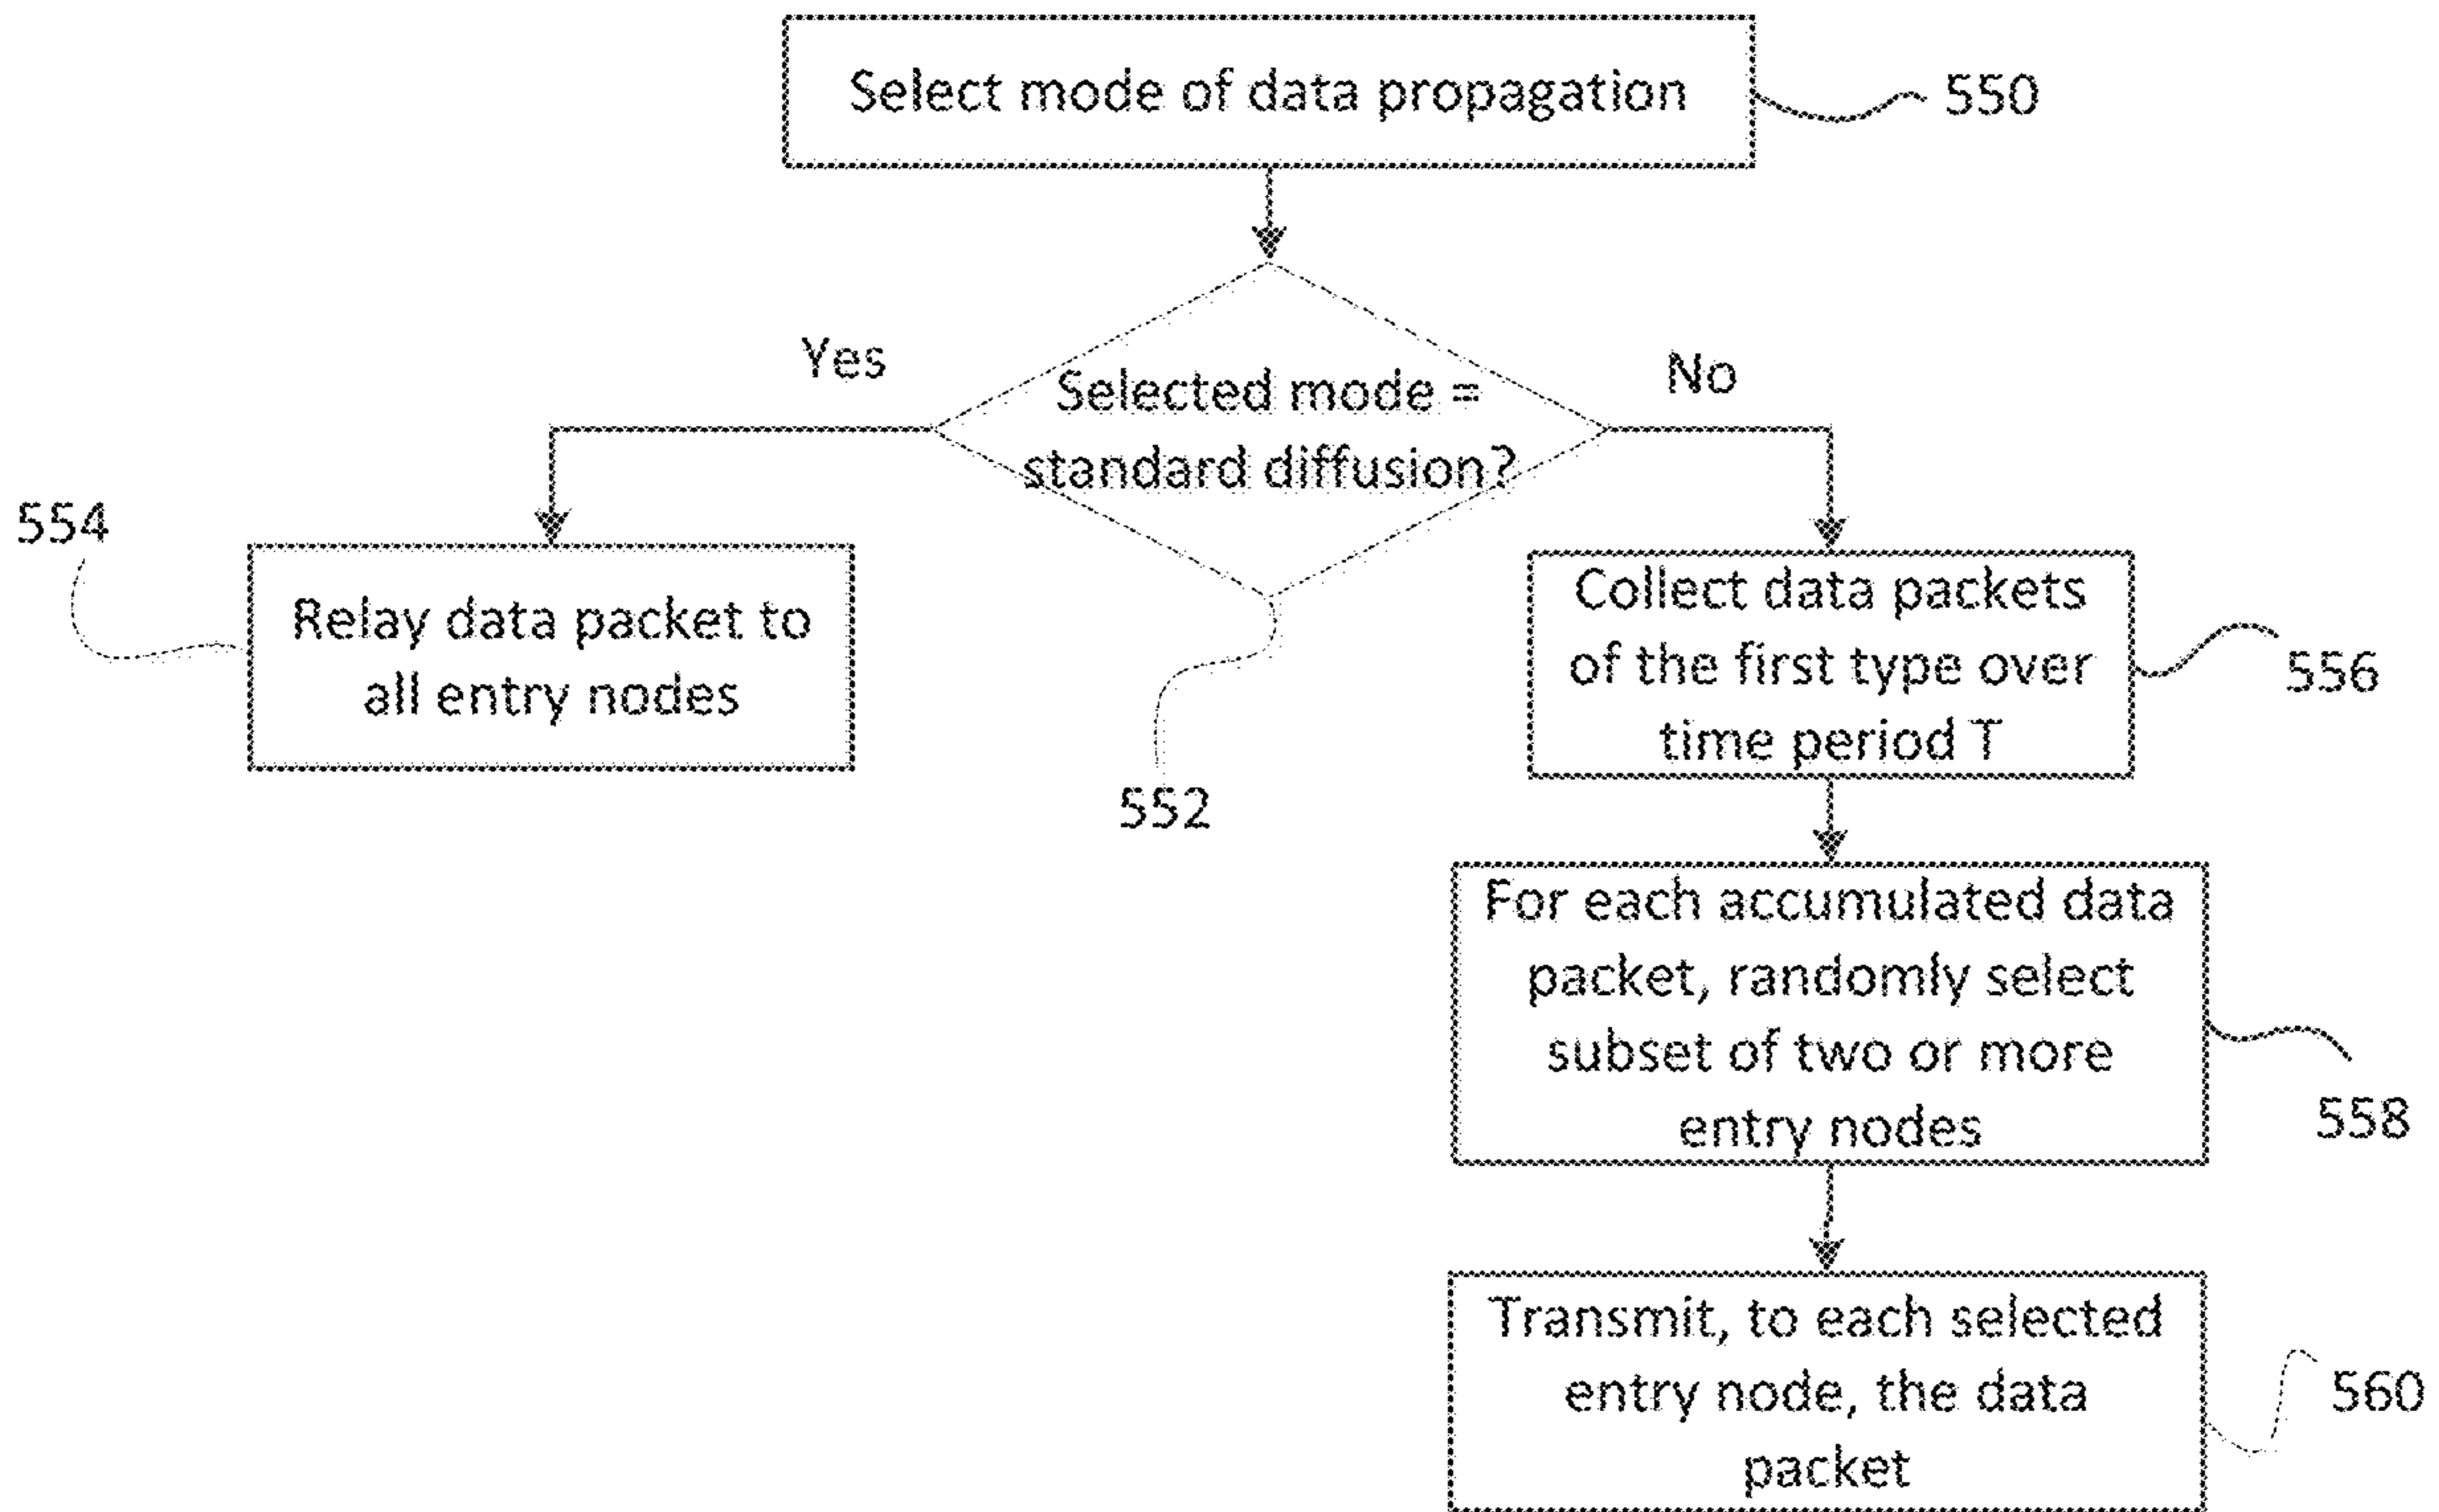 Select mode of data propagation
550
Yes
No
Selected mode =
standard diffusion?
554
Relay data packet to
all entry nodes
552
Collect data packets
of the first type over
time period T
556
For each accumulated data
packet, randomly select
subset of two or more
entry nodes
558
Transmit, to each selected
entry node, the data
packet
560